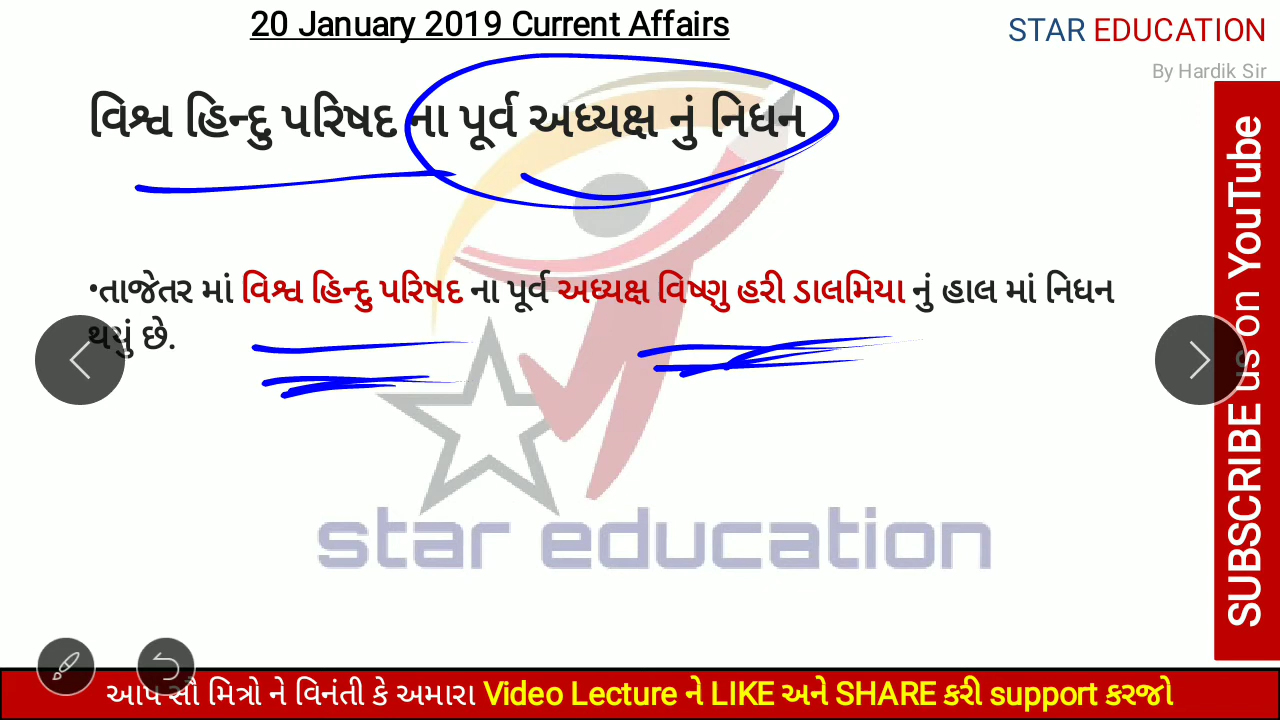 20 January 2019 Current Affairs
STAR EDUCATION
By Hardik Sir
વિશ્વ હિન્દુ પરિષદ ના પૂર્વ અધ્યક્ષ નું નિધન
•તાજેતર માં વિશ્વ હિન્દુ પરિષદ ના પૂર્વ અધ્યક્ષ વિષ્ણુ હરી ડાલમિયા નું હાલ માં નિધન
થયું છે.
star education
SUBSCRIBE us on YouTube
આપ સૌ મિત્રો ને વિનંતી કે અમારા Video Lecture ને LIKE અને SHARE કરી support કરજો